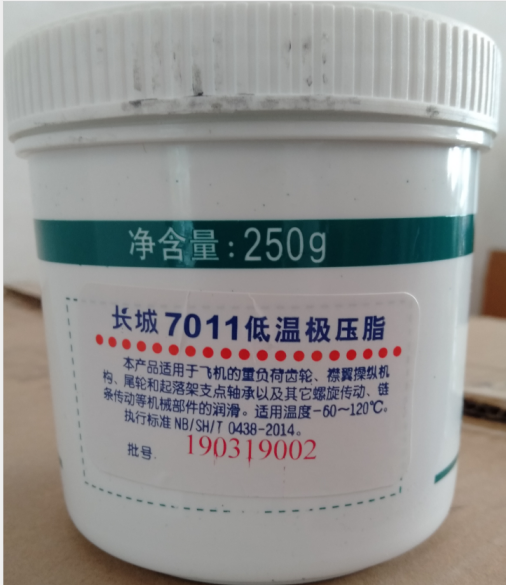 净含量:250g
长城 7011低温极压脂
本产品适用于飞机的重负荷齿轮、襟翼操纵机
构、尾轮和起落架支点轴承以及其它螺旋传动、链
条传动等机械部件的润滑。适用温度-60~120℃。
执行标准 NB/SH/T 0438-2014。
批号: 190319002